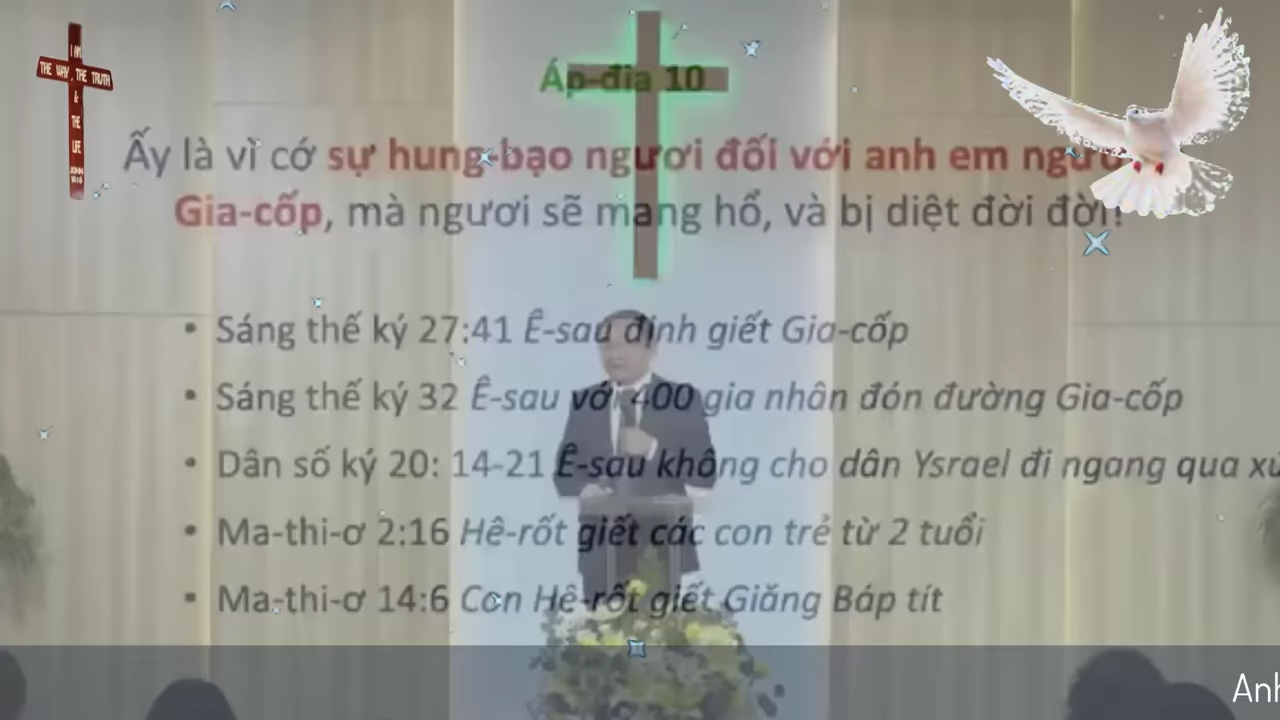 I AM
THE WAY, THE TRUTH
&
THE
LIFE
JOHN
Áp-đia 10
Ấy là vì cớ sự hung-bạo ngươi đối với anh em ngươi
Gia-cốp, mà ngươi sẽ mang hổ, và bị diệt đời đời!
• Sáng thế ký 27:41 Ê-sau định giết Gia-cốp
• Sáng thế ký 32 Ê-sau với 400 gia nhân đón đường Gia-cốp
• Dân số ký 20: 14-21 Ê-sau không cho dân Ysrael đi ngang qua xứ
• Ma-thi-ơ 2:16 Hê-rốt giết các con trẻ từ 2 tuổi
• Ma-thi-ơ 14:6 Con Hê-rốt giết Giăng Báp tít
Anh